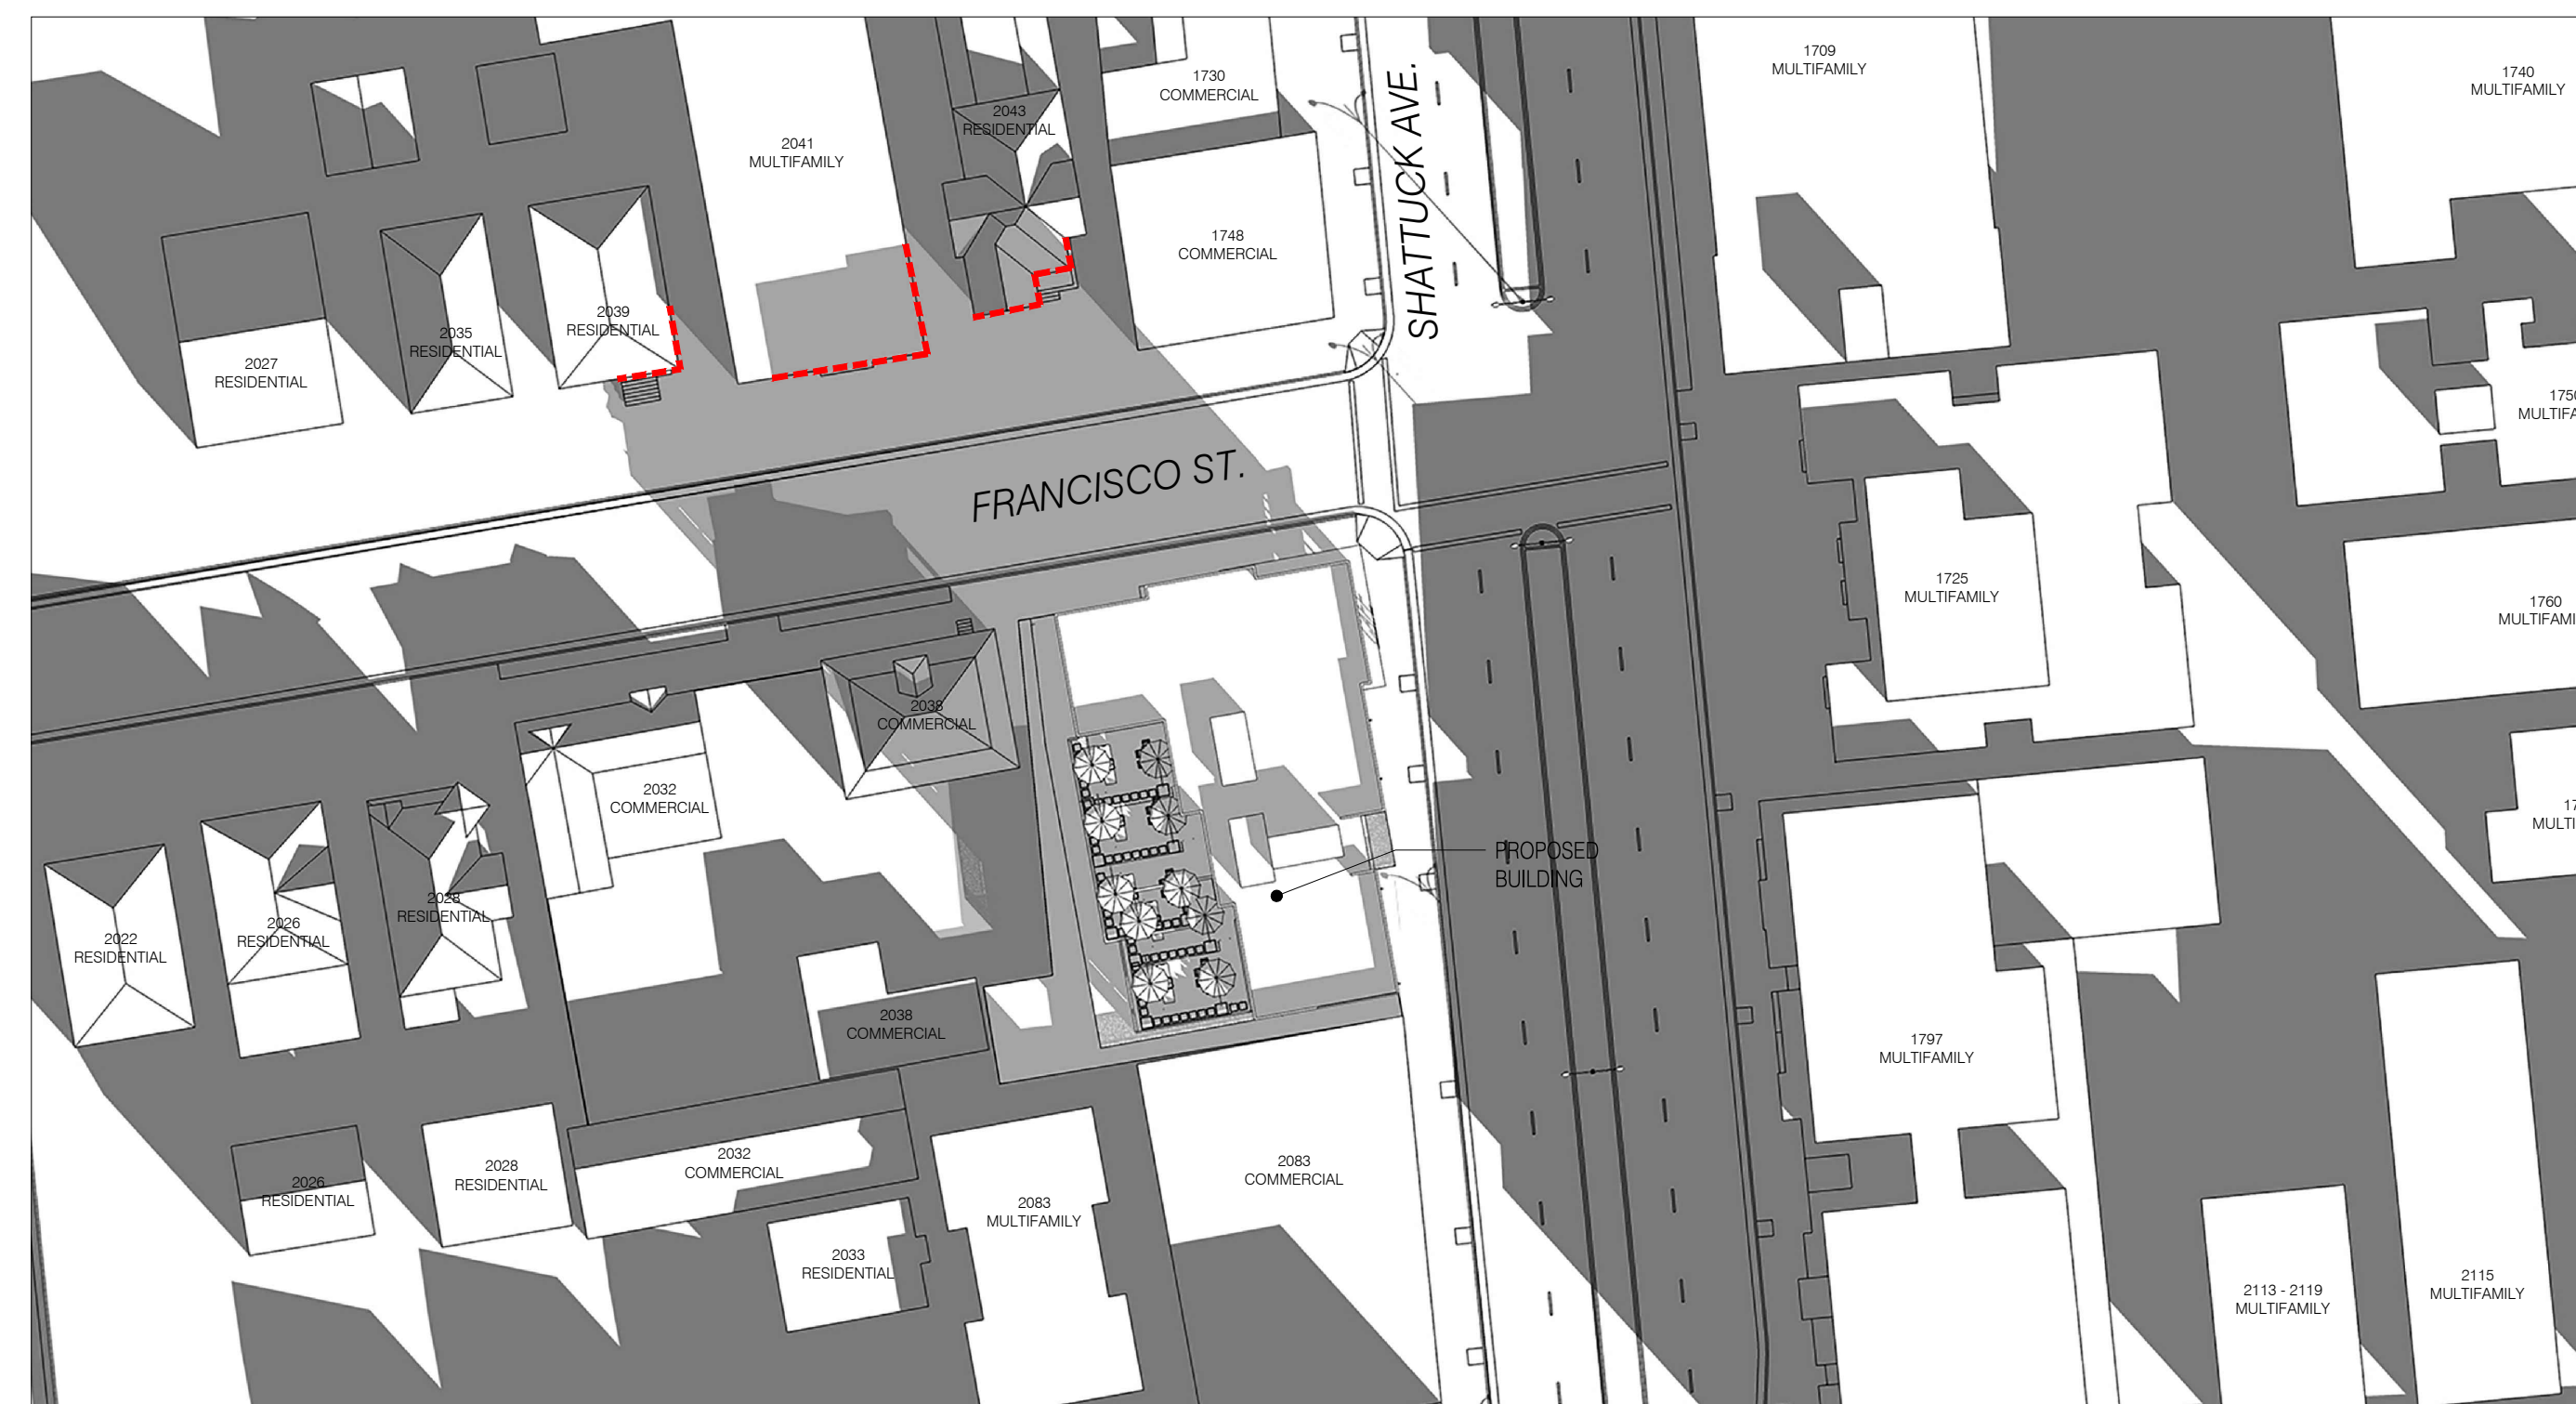 1709
MULTIFAMILY
1740
MULTIFAMILY
1730
COMMERCIAL
2043
RESIDENTIAL
2041
MULTIFAMILY
SHATTUCK AVE.
1748
COMMERCIAL
2039
RESIDENTIAL
2035
RESIDENTIAL
2027
RESIDENTIAL
FRANCISCO ST.
1725
MULTIFAMILY
1760
2038
COMMERCIAL
2032
COMMERCIAL
PROPOSED
BUILDING
2028
RESIDENTIAL
2026
RESIDENTIAL
2022
RESIDENTIAL
2038
COMMERCIAL
1797
MULTIFAMILY
2032
COMMERCIAL
2028
RESIDENTIAL
2026
RESIDENTIAL
2083
COMMERCIAL
2083
MULTIFAMILY
2033
RESIDENTIAL
2113 - 2119
MULTIFAMILY
2115
MULTIFAMILY